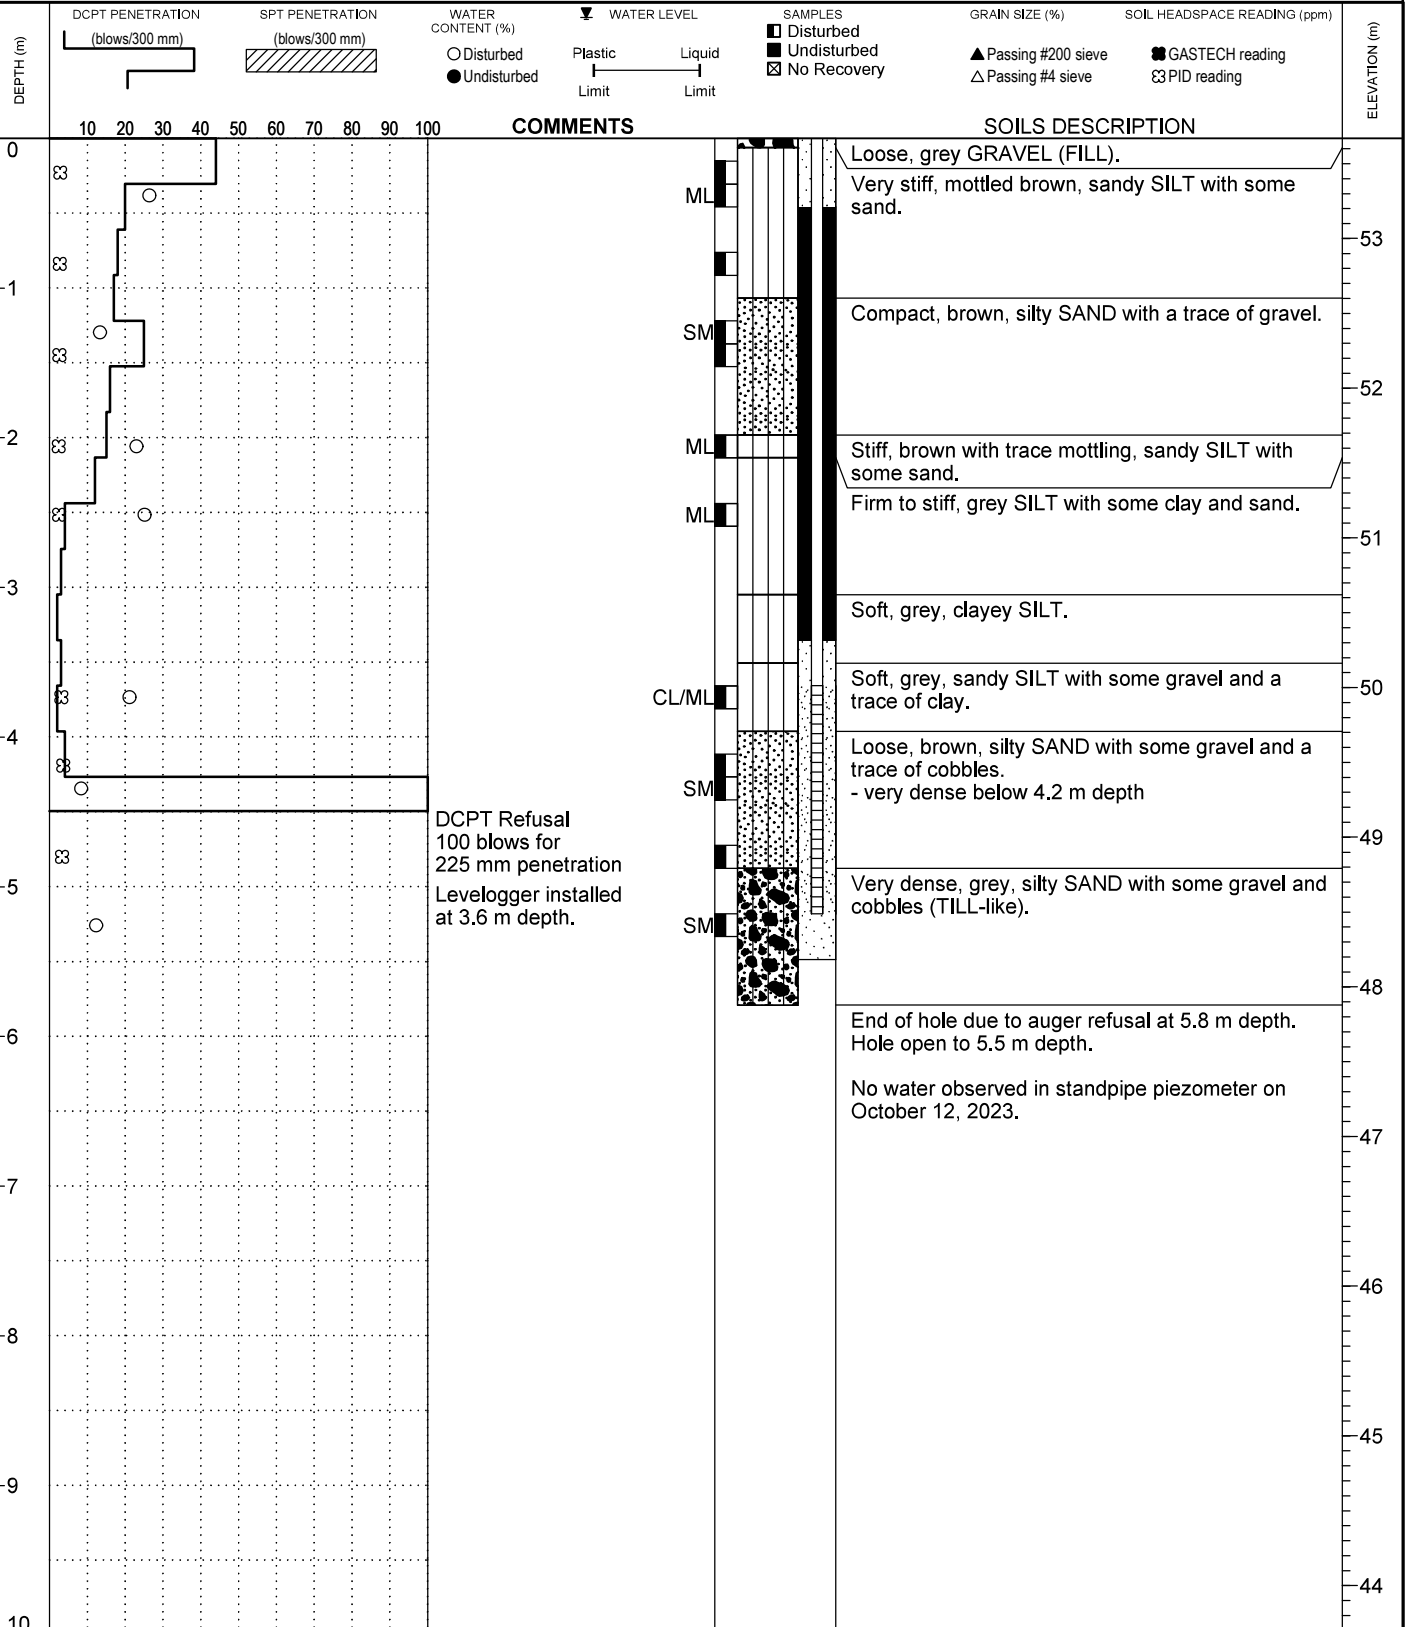 DCPT PENETRATION
(blows/300 mm)
SPT PENETRATION
(blows/300 mm)
WATER
CONTENT (%)
Disturbed
Undisturbed
WATER LEVEL
Plastic Liquid
Limit Limit
SAMPLES
Disturbed
Undisturbed
No Recovery
GRAIN SIZE (%)
Passing #200 sieve
Passing #4 sieve
SOIL HEADSPACE READING (ppm)
GASTECH reading
PID reading
DEPTH (m)
ELEVATION (m)
10 20 30 40 50 60 70 80 90 100
COMMENTS
SOILS DESCRIPTION
0
1
2
3
4
5
6
7
8
9
10
DCPT Refusal
100 blows for
225 mm penetration
Levelogger installed
at 3.6 m depth.
ML
SM
ML
ML
CL/ML
SM
SM
Loose, grey GRAVEL (FILL).
Very stiff, mottled brown, sandy SILT with some
sand.
Compact, brown, silty SAND with a trace of gravel.
Stiff, brown with trace mottling, sandy SILT with
some sand.
Firm to stiff, grey SILT with some clay and sand.
Soft, grey, clayey SILT.
Soft, grey, sandy SILT with some gravel and a
trace of clay.
Loose, brown, silty SAND with some gravel and a
trace of cobbles.
- very dense below 4.2 m depth
Very dense, grey, silty SAND with some gravel and
cobbles (TILL-like).
End of hole due to auger refusal at 5.8 m depth.
Hole open to 5.5 m depth.
No water observed in standpipe piezometer on
October 12, 2023.
53
52
51
50
49
48
47
46
45
44